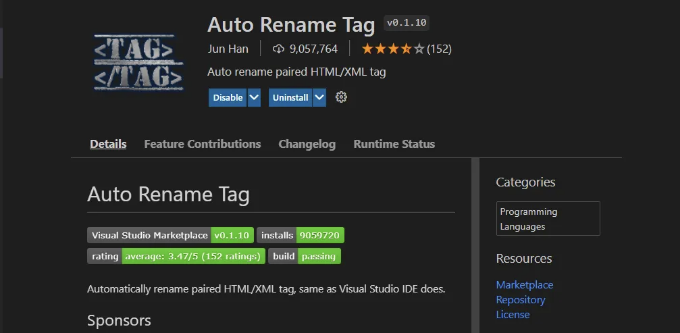 <TAG>
</TAG>
Auto Rename Tag v0.1.10
Jun Han 9,057,764 (152)
Auto rename paired HTML/XML tag
Disable Uninstall
Details Feature Contributions Changelog Runtime Status
Auto Rename Tag
Visual Studio Marketplace v0.1.10 installs 9059720
rating average: 3.47/5 (152 ratings) build passing
Automatically rename paired HTML/XML tag, same as Visual Studio IDE does.
Sponsors
Categories
Programming
Languages
Resources
Marketplace
Repository
License